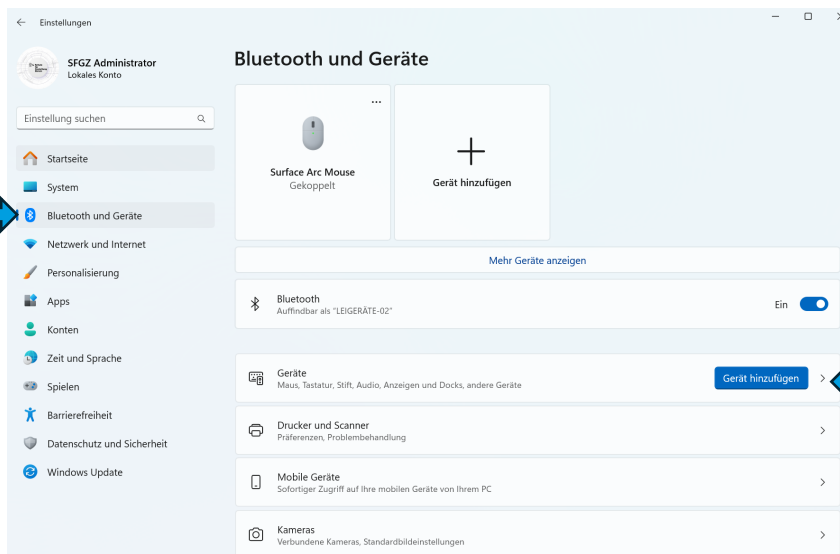 Einstellungen
SFGZ Administrator
Lokales Konto
Einstellung suchen
Startseite
System
Bluetooth und Geräte
Netzwerk und Internet
Personalisierung
Apps
Konten
Zeit und Sprache
Spielen
Barrierefreiheit
Datenschutz und Sicherheit
Windows Update
Bluetooth und Geräte
Surface Arc Mouse
Gekoppelt
Gerät hinzufügen
Mehr Geräte anzeigen
Bluetooth
Auffindbar als "LEIGERÄTE-02"
Ein
Geräte
Maus, Tastatur, Stift, Audio, Anzeigen und Docks, andere Geräte
Gerät hinzufügen
Drucker und Scanner
Präferenzen, Problembehandlung
Mobile Geräte
Sofortiger Zugriff auf Ihre mobilen Geräte von Ihrem PC
Kameras
Verbundene Kameras, Standardbildeinstellungen